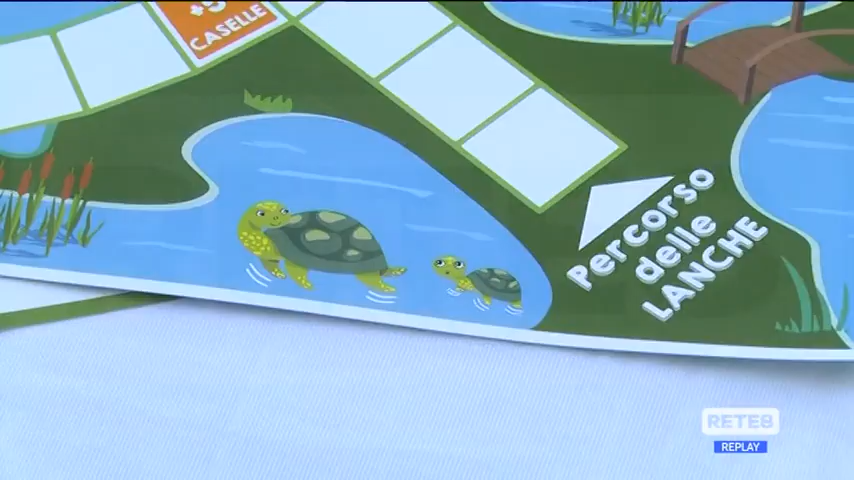 CASELLE
Percorso
delle
LANCHE
RETE8
REPLAY